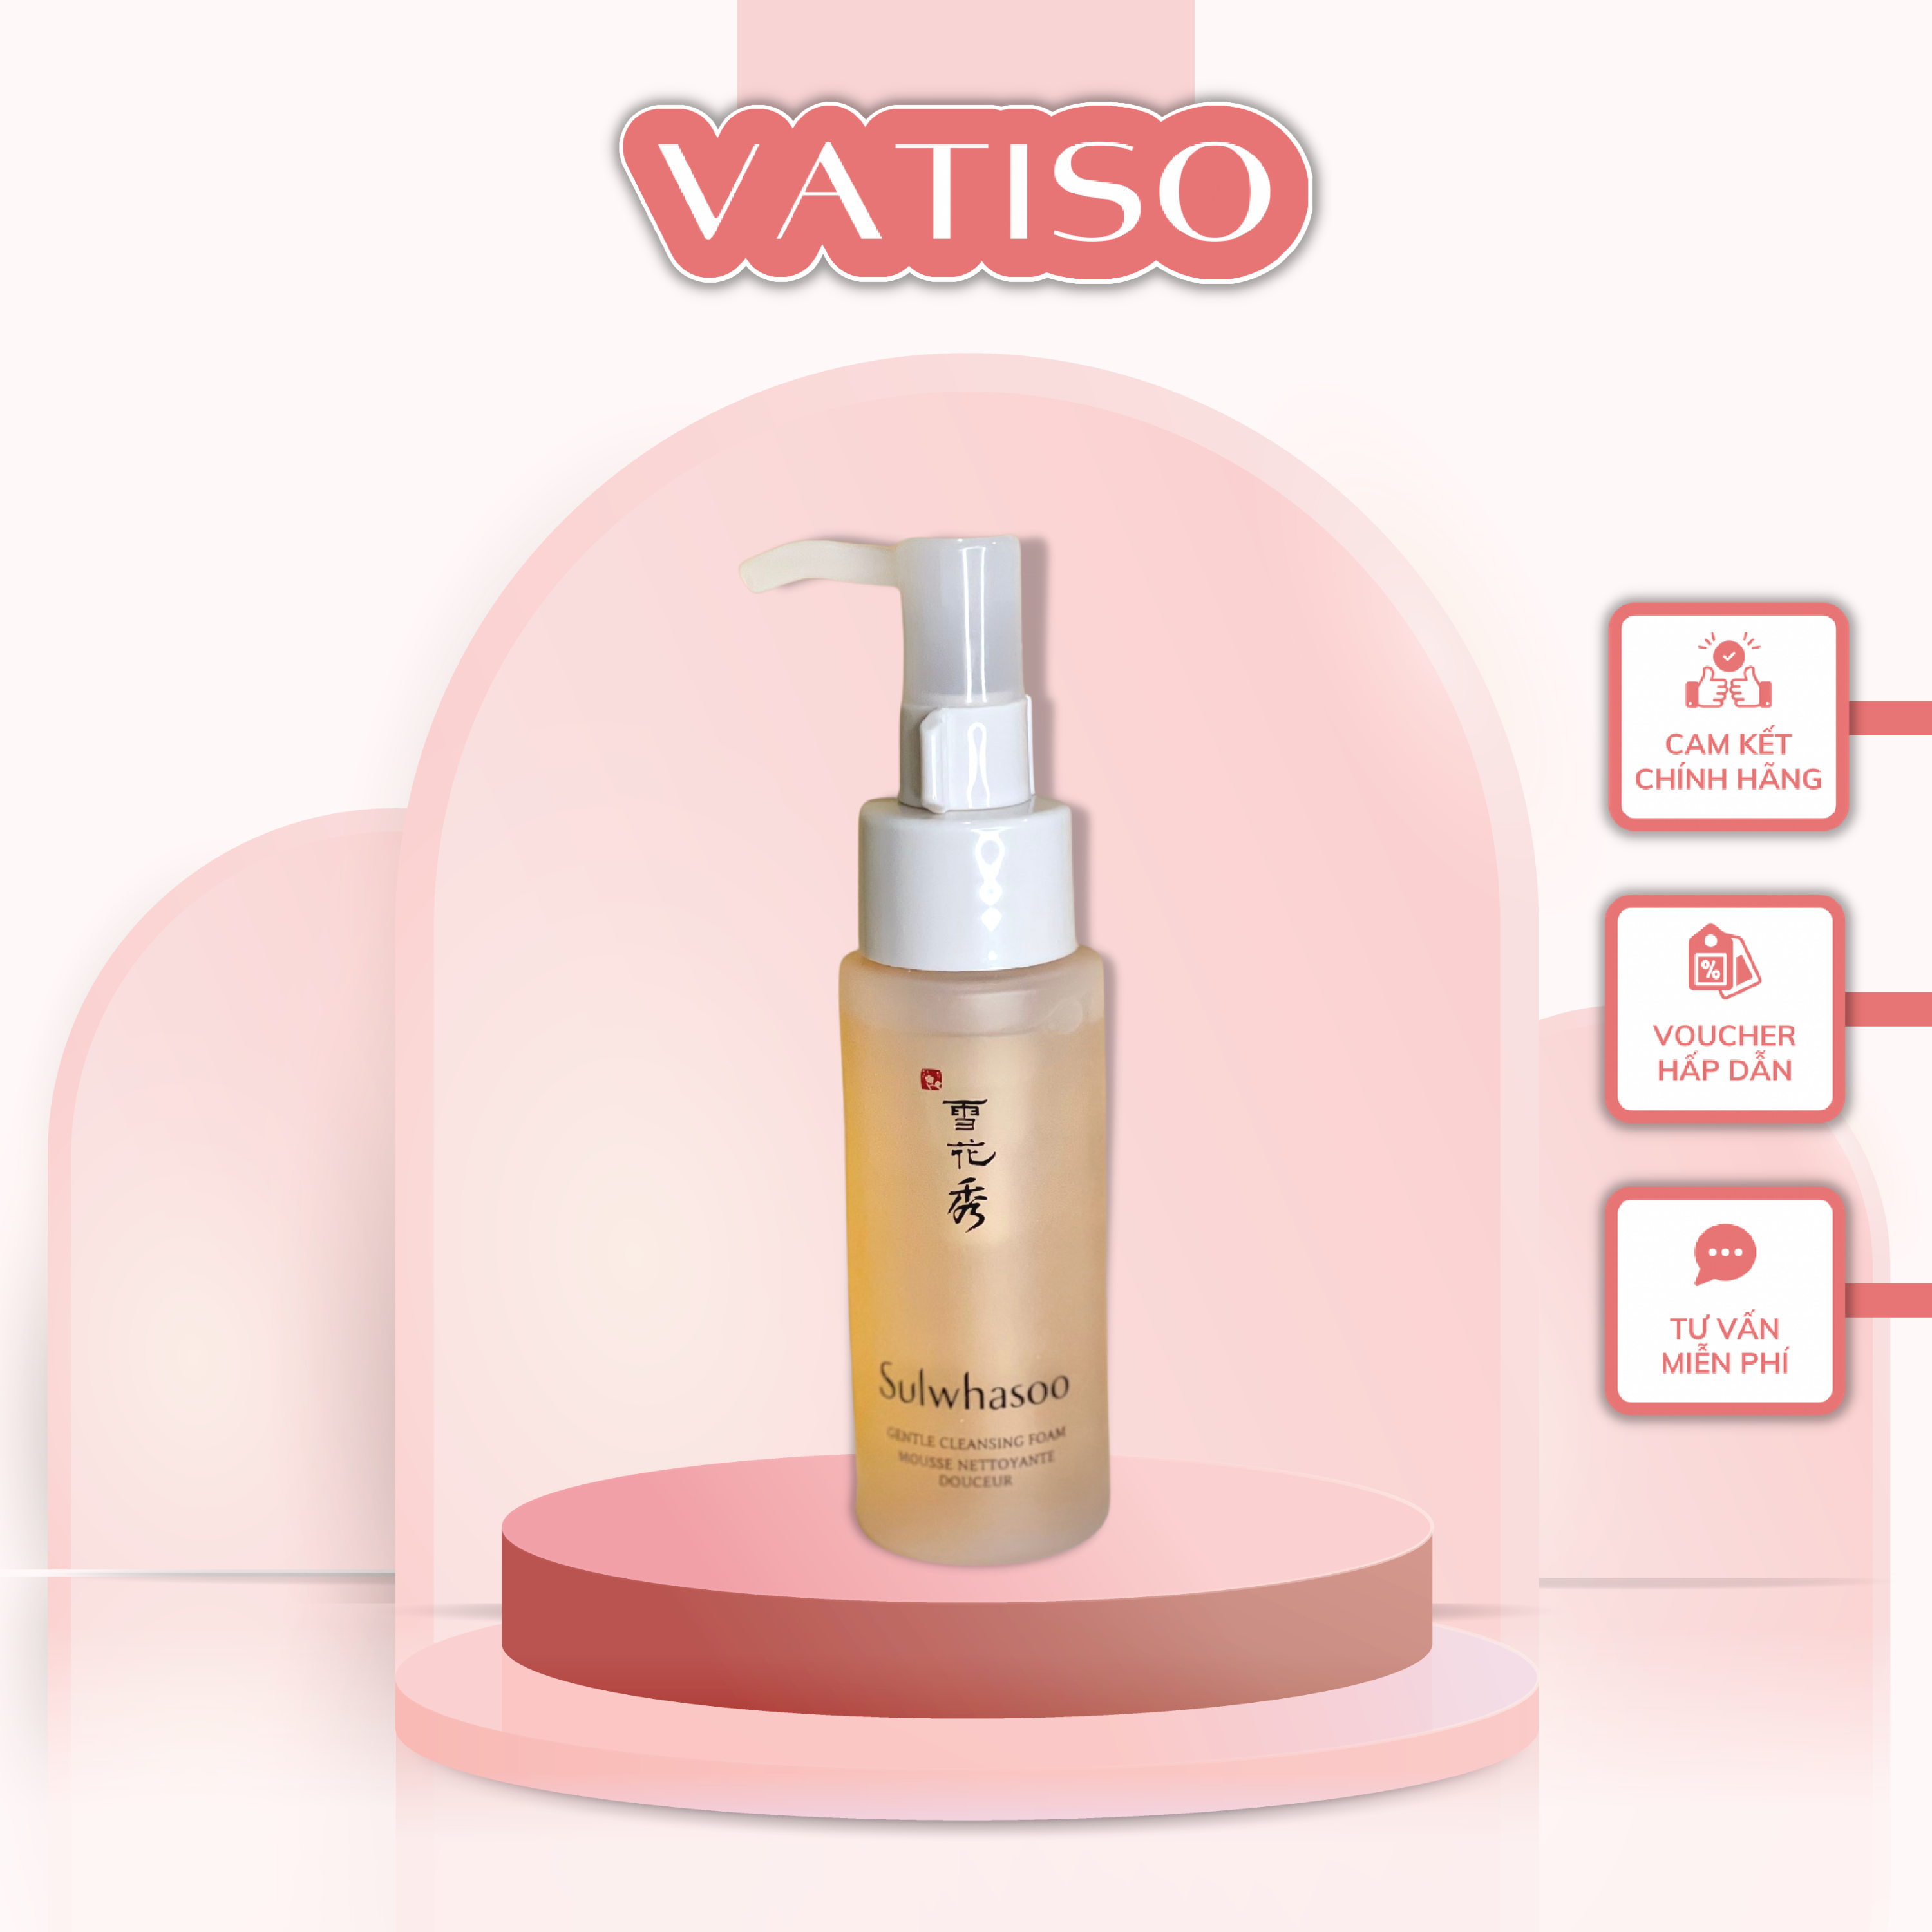 VATISO
CAM KẾT
CHÍNH HÃNG
VOUCHER
HẤP DẪN
TƯ VẤN
MIỄN PHÍ
雪
花
秀
Sulwhasoo
GENTLE CLEANSING FOAM
MOUSSE NETTOYANTE
DOUCEUR